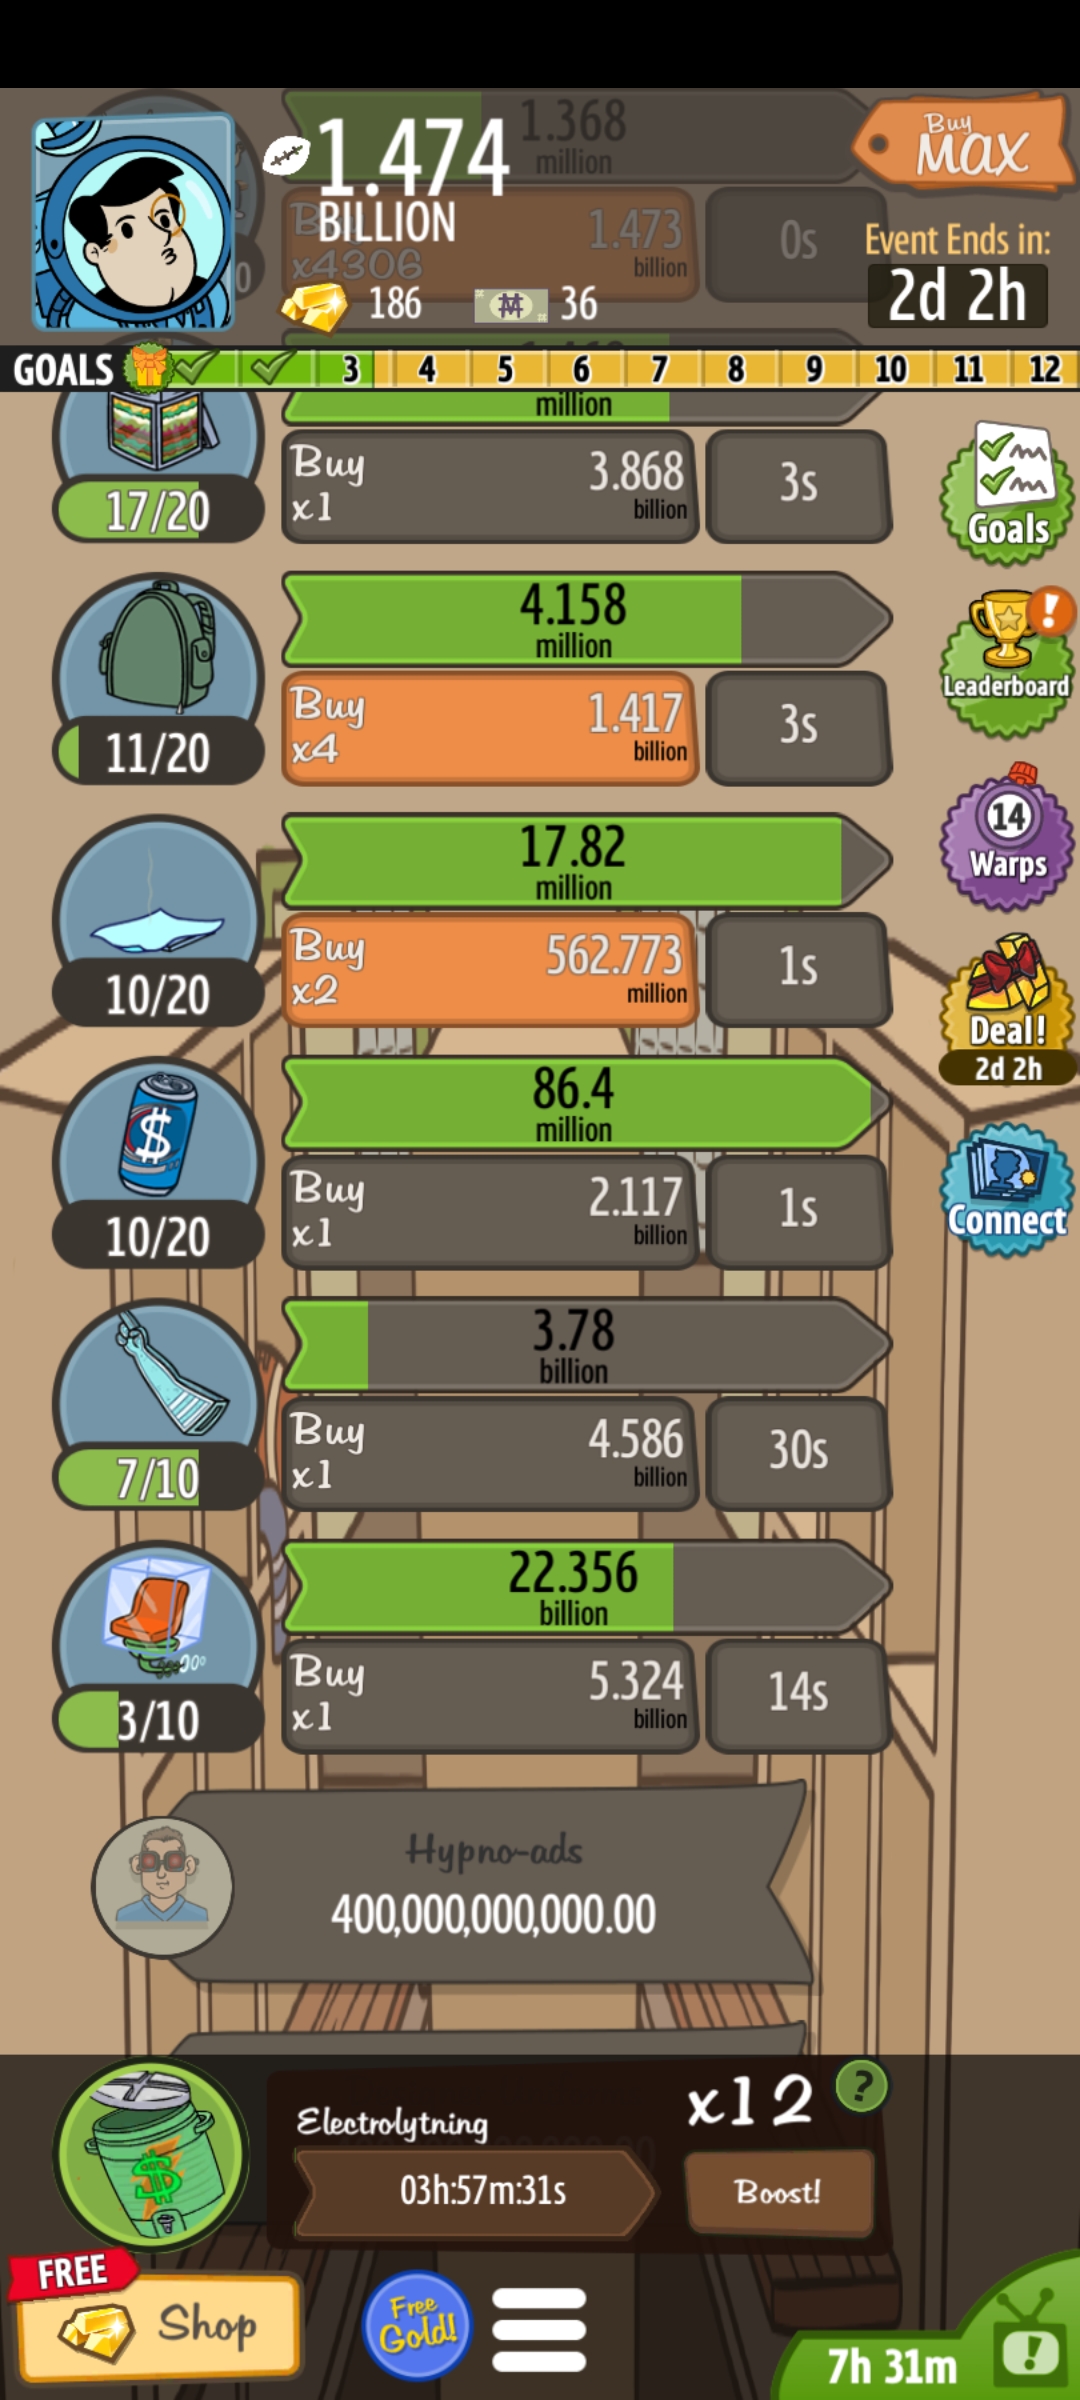 1.368
million
1.474
BILLION
Buy
MAX
Buy
x4306
1.473
billion
0s
Event Ends in:
2d 2h
186
36
GOALS
3
4
5
6
7
8
9
10
11
12
million
17/20
Buy
x1
3.868
billion
3s
Goals
4.158
million
11/20
Buy
x4
1.417
billion
3s
Leaderboard
17.82
million
10/20
Buy
x2
562.773
million
1s
14
Warps
Deal!
2d 2h
86.4
million
$
10/20
Buy
x1
2.117
billion
1s
Connect
3.78
billion
7/10
Buy
x1
4.586
billion
30s
22.356
billion
3/10
Buy
x1
5.324
billion
14s
Hypno-ads
400,000,000,000.00
$
Electrolytning
x12
?
03h:57m:31s
Boost!
FREE
Shop
Free
Gold!
7h 31m
!